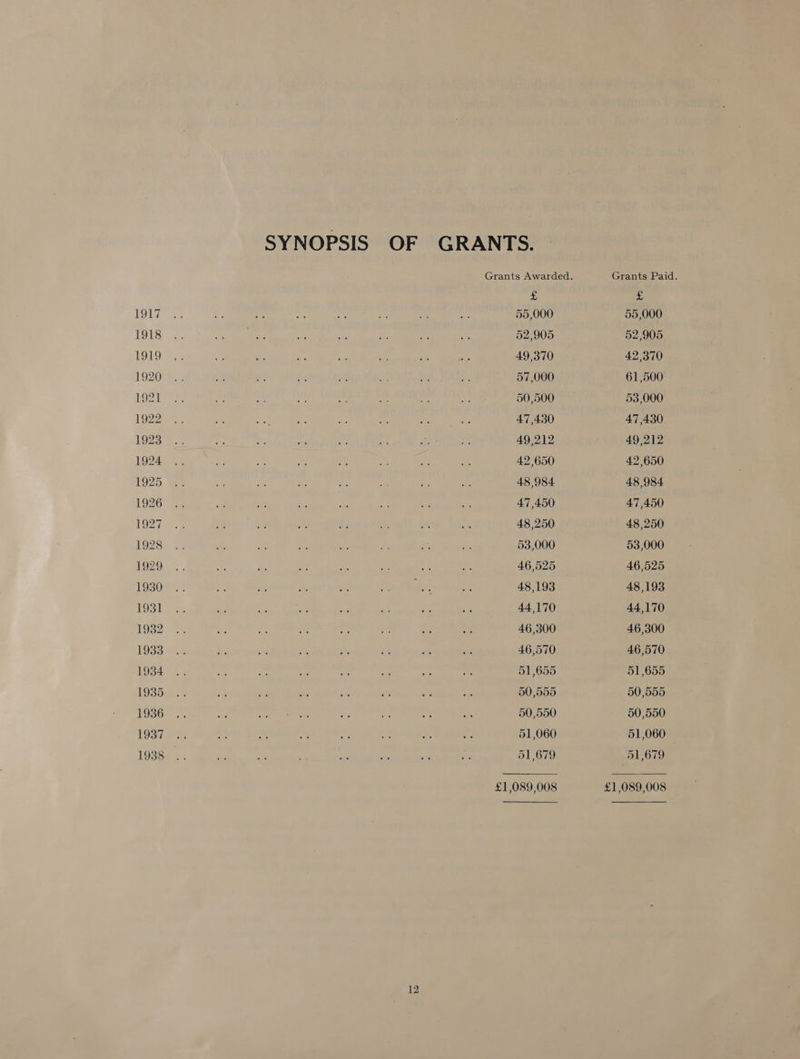 SYNOPSIS OF GRANTS.
Grants Awarded. Grants Paid.
£ £
1917 .. .. .. .. .. .. .. .. 55,000 55,000
1918 .. .. .. .. .. .. .. .. 52,905 52,905
1919 .. .. .. .. .. .. .. .. 49,370 42,370
1920 .. .. .. .. .. .. .. .. 57,000 61,500
1921 .. .. .. .. .. .. .. .. 50,500 53,000
1922 .. .. .. .. .. .. .. .. 47,430 47,430
1923 .. .. .. .. .. .. .. .. 49,212 49,212
1924 .. .. .. .. .. .. .. .. 42,650 42,650
1925 .. .. .. .. .. .. .. .. 48,984 48,984
1926 .. .. .. .. .. .. .. .. 47,450 47,450
1927 .. .. .. .. .. .. .. .. 48,250 48,250
1928 .. .. .. .. .. .. .. .. 53,000 53,000
1929 .. .. .. .. .. .. .. .. 46,525 46,525
1930 .. .. .. .. .. .. .. .. 48,193 48,193
1931 .. .. .. .. .. .. .. .. 44,170 44,170
1932 .. .. .. .. .. .. .. .. 46,300 46,300
1933 .. .. .. .. .. .. .. .. 46,570 46,570
1934 .. .. .. .. .. .. .. .. 51,655 51,655
1935 .. .. .. .. .. .. .. .. 50,555 50,555
1936 .. .. .. .. .. .. .. .. 50,550 50,550
1937 .. .. .. .. .. .. .. .. 51,060 51,060
1938 .. .. .. .. .. .. .. .. 51,679 51,679
£1,089,008 £1,089,008
12